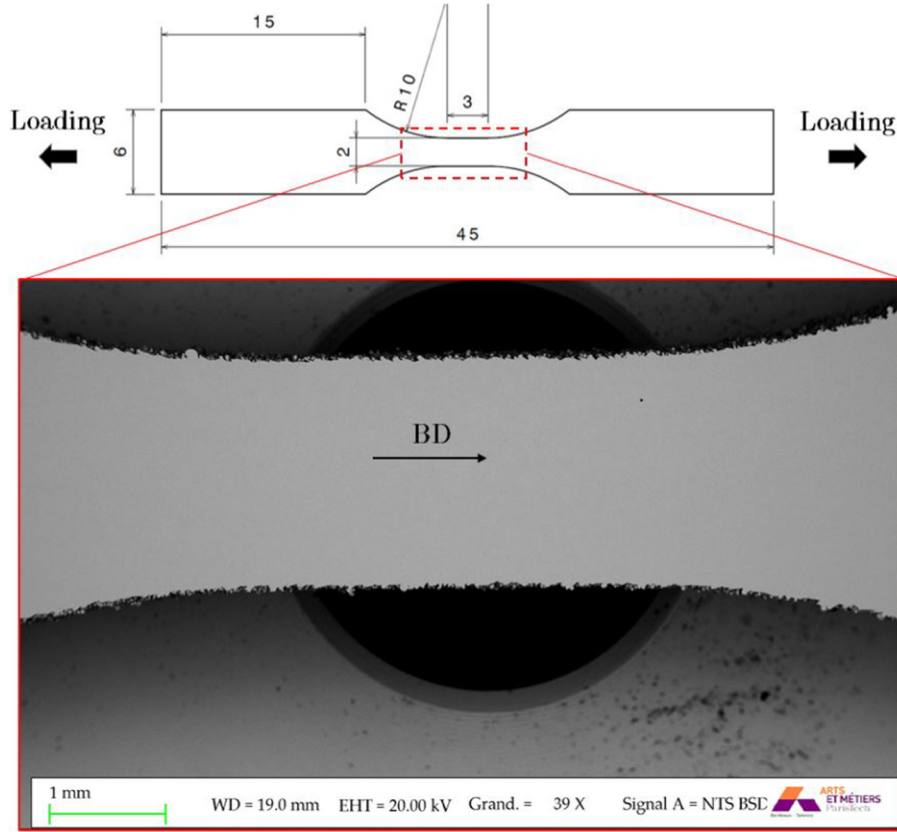 15
R10
3
Loading
6
2
Loading
45
BD
1 mm
WD = 19.0 mm EHT = 20.00 kV Grand. = 39 X Signal A = NTS BSD
ARTS
ET MÉTIERS
ParisTech